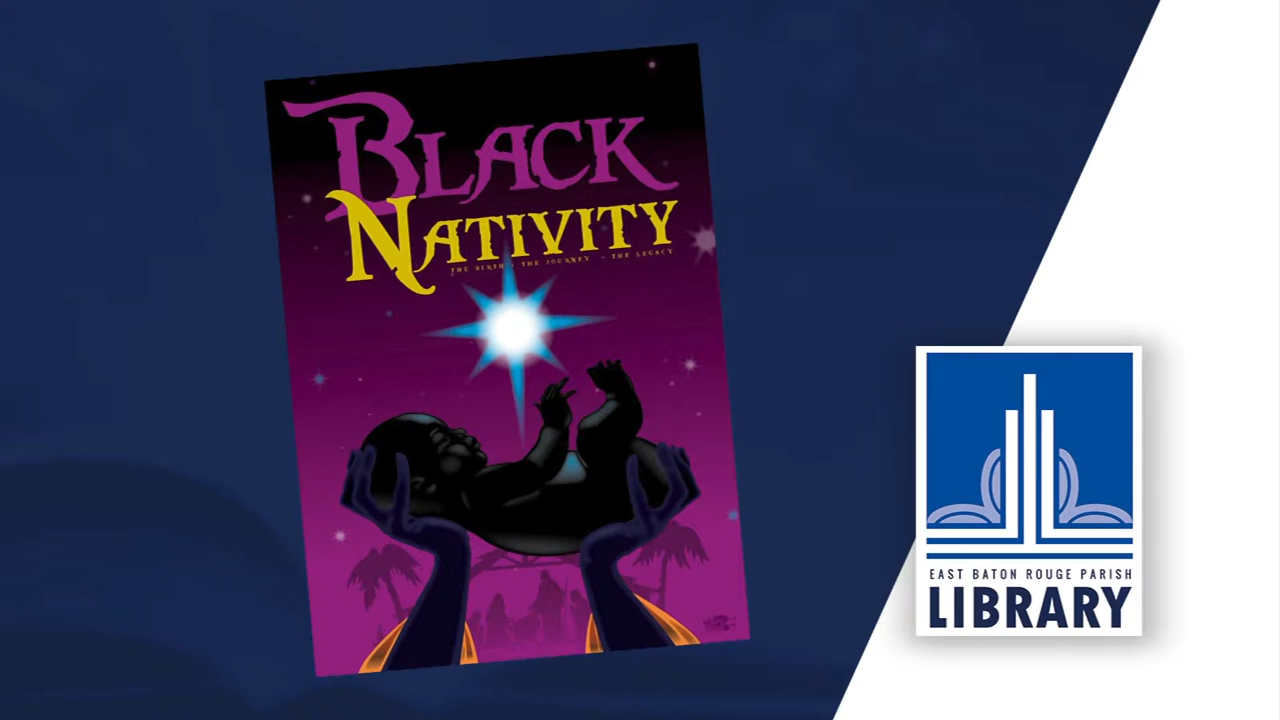 BLACK
NATIVITY
THE BIRTH - THE JOURNEY - THE LEGACY
EAST BATON ROUGE PARISH
LIBRARY